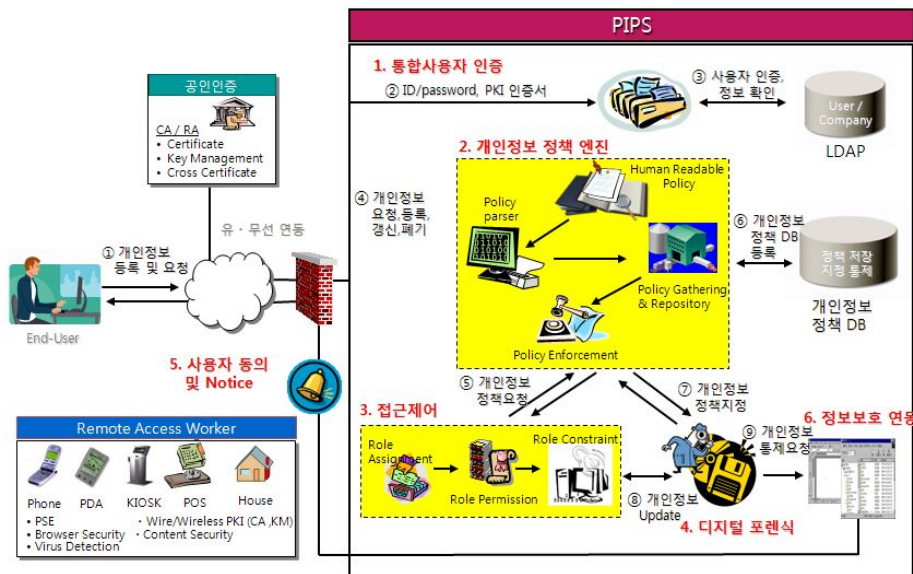 PIPS
1. 통합사용자 인증
② ID/password, PKI 인증서
③ 사용자 인증,
정보 확인
User /
Company
LDAP
공인인증
CA / RA
• Certificate
• Key Management
• Cross Certificate
2. 개인정보 정책 엔진
Human Readable
Policy
Policy
parser
④ 개인정보
요청,등록,
갱신,폐기
⑥ 개인정보
정책 DB
등록
정책 저장
지정 통제
개인정보
정책 DB
Policy Gathering
& Repository
Policy Enforcement
유 · 무선 연동
① 개인정보
등록 및 요청
End-User
5. 사용자 동의
및 Notice
⑤ 개인정보
정책요청
⑦ 개인정보
정책지정
3. 접근제어
Role
Assignment
Role Permission
Role Constraint
⑧ 개인정보
Update
⑨ 개인정보
통제요청
4. 디지털 포렌식
6. 정보보호 연동
Remote Access Worker
Phone PDA KIOSK POS House
• PSE
• Browser Security
• Virus Detection
· Wire/Wireless PKI (CA ,KM)
· Content Security